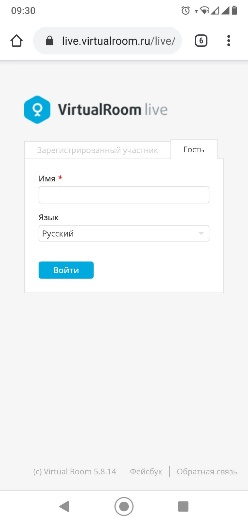 09:30
live.virtualroom.ru/live/
6
VirtualRoom live
Зарегистрированный участник
Гость
Имя *
Язык
Русский
Войти
(c) Virtual Room 5.8.14 Фейсбук Обратная связь